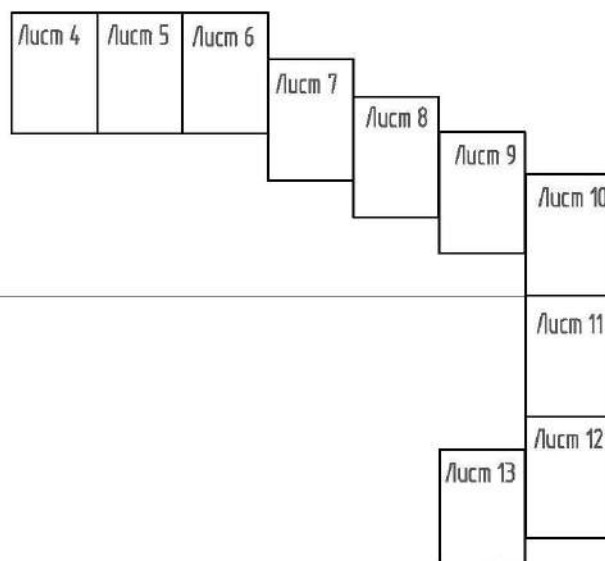 Лист 4
Лист 5
Лист 6
Лист 7
Лист 8
Лист 9
Лист 10
Лист 11
Лист 12
Лист 13